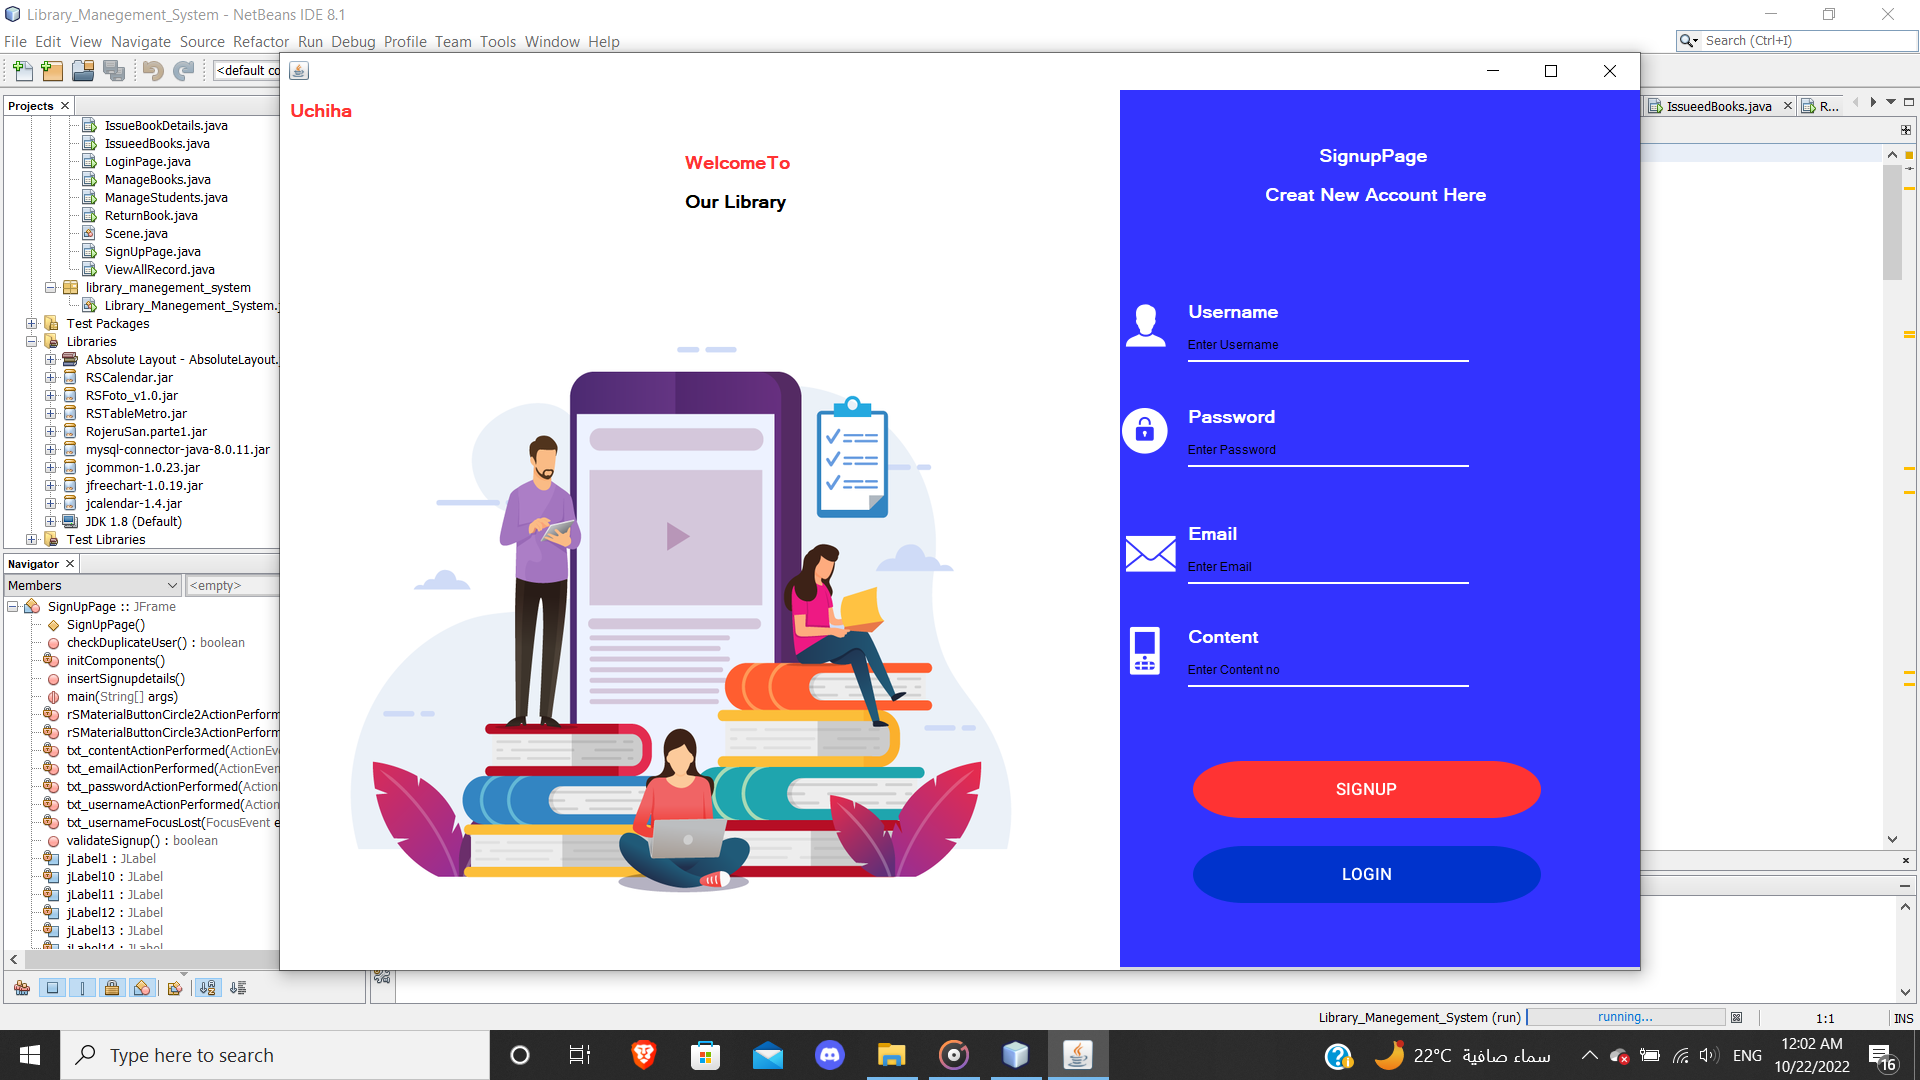 Library_Manegement_System - NetBeans IDE 8.1
File Edit View Navigate Source Refactor Run Debug Profile Team Tools Window Help
Search (Ctrl+I)
<default co
Projects
IssueBookDetails.java
IssueedBooks.java
LoginPage.java
ManageBooks.java
ManageStudents.java
ReturnBook.java
Scene.java
SignUpPage.java
ViewAllRecord.java
library_manegement_system
Library_Manegement_System.
Test Packages
Libraries
Absolute Layout - AbsoluteLayout.
RSCalendar.jar
RSFoto_v1.0.jar
RSTableMetro.jar
RojeruSan.parte1.jar
mysql-connector-java-8.0.11.jar
jcommon-1.0.23.jar
jfreechart-1.0.19.jar
jcalendar-1.4.jar
JDK 1.8 (Default)
Test Libraries
Navigator
Members
<empty>
SignUpPage :: JFrame
SignUpPage()
checkDuplicateUser() : boolean
initComponents()
insertSignupdetails()
main(String[] args)
rSMaterialButtonCircle2ActionPerform
rSMaterialButtonCircle3ActionPerform
txt_contentActionPerformed(ActionEv
txt_emailActionPerformed(ActionEven
txt_passwordActionPerformed(Action
txt_usernameActionPerformed(Action
txt_usernameFocusLost(FocusEvent e
validateSignup() : boolean
jLabel1 : JLabel
jLabel10 : JLabel
jLabel11 : JLabel
jLabel12 : JLabel
jLabel13 : JLabel
jLabel14 : JLabel
Uchiha
WelcomeTo
Our Library
SignupPage
Creat New Account Here
Username
Enter Username
Password
Enter Password
Email
Enter Email
Content
Enter Content no
SIGNUP
LOGIN
IssueedBooks.java
R...
Library_Manegement_System (run)
running...
1:1
INS
Type here to search
22°C سماء صافية
ENG
12:02 AM
10/22/2022
16